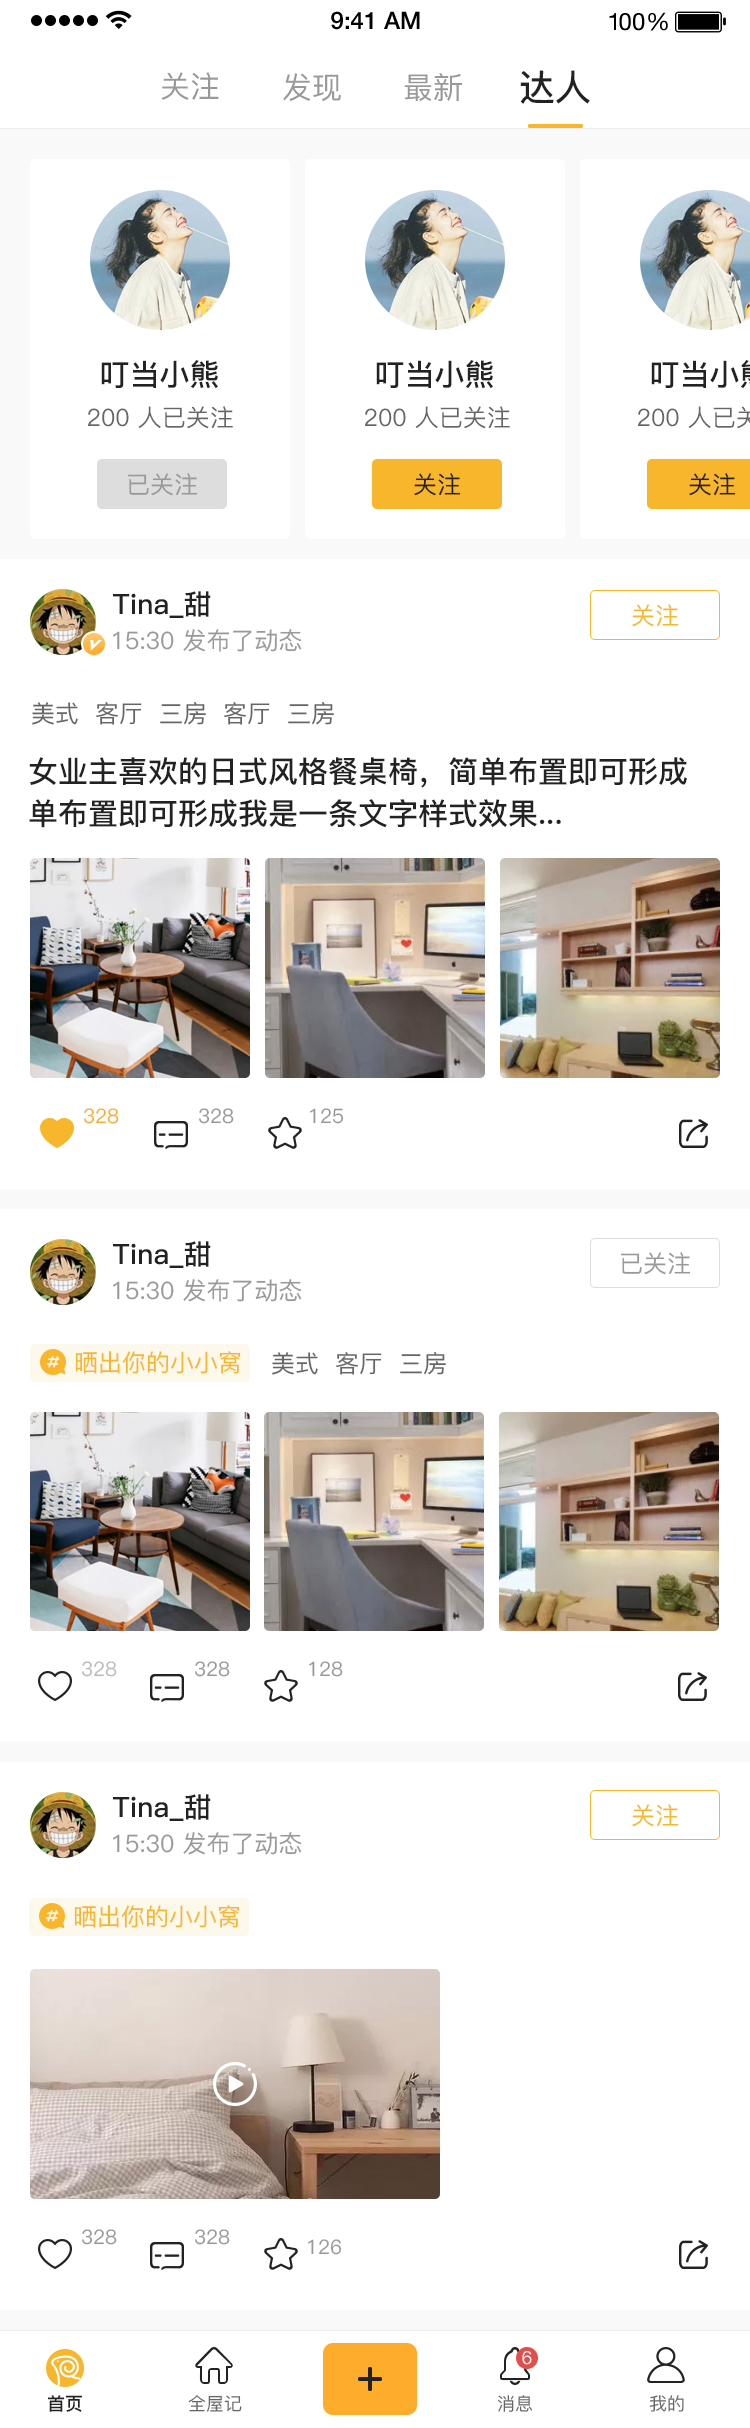 9:41 AM
100%
关注 发现 最新 达人
叮当小熊 叮当小熊 叮当小
200 人已关注 200 人已关注 200 人已
已关注 关注 关注
Tina_甜
关注
15:30 发布了动态
美式 客厅 三房 客厅 三房
女业主喜欢的日式风格餐桌椅，简单布置即可形成
单布置即可形成我是一条文字样式效果...
328 328 125
Tina_甜
已关注
15:30 发布了动态
# 晒出你的小小窝 美式 客厅 三房
328 328 128
Tina_甜
关注
15:30 发布了动态
# 晒出你的小小窝
328 328 126
6
首页 全屋记 消息 我的